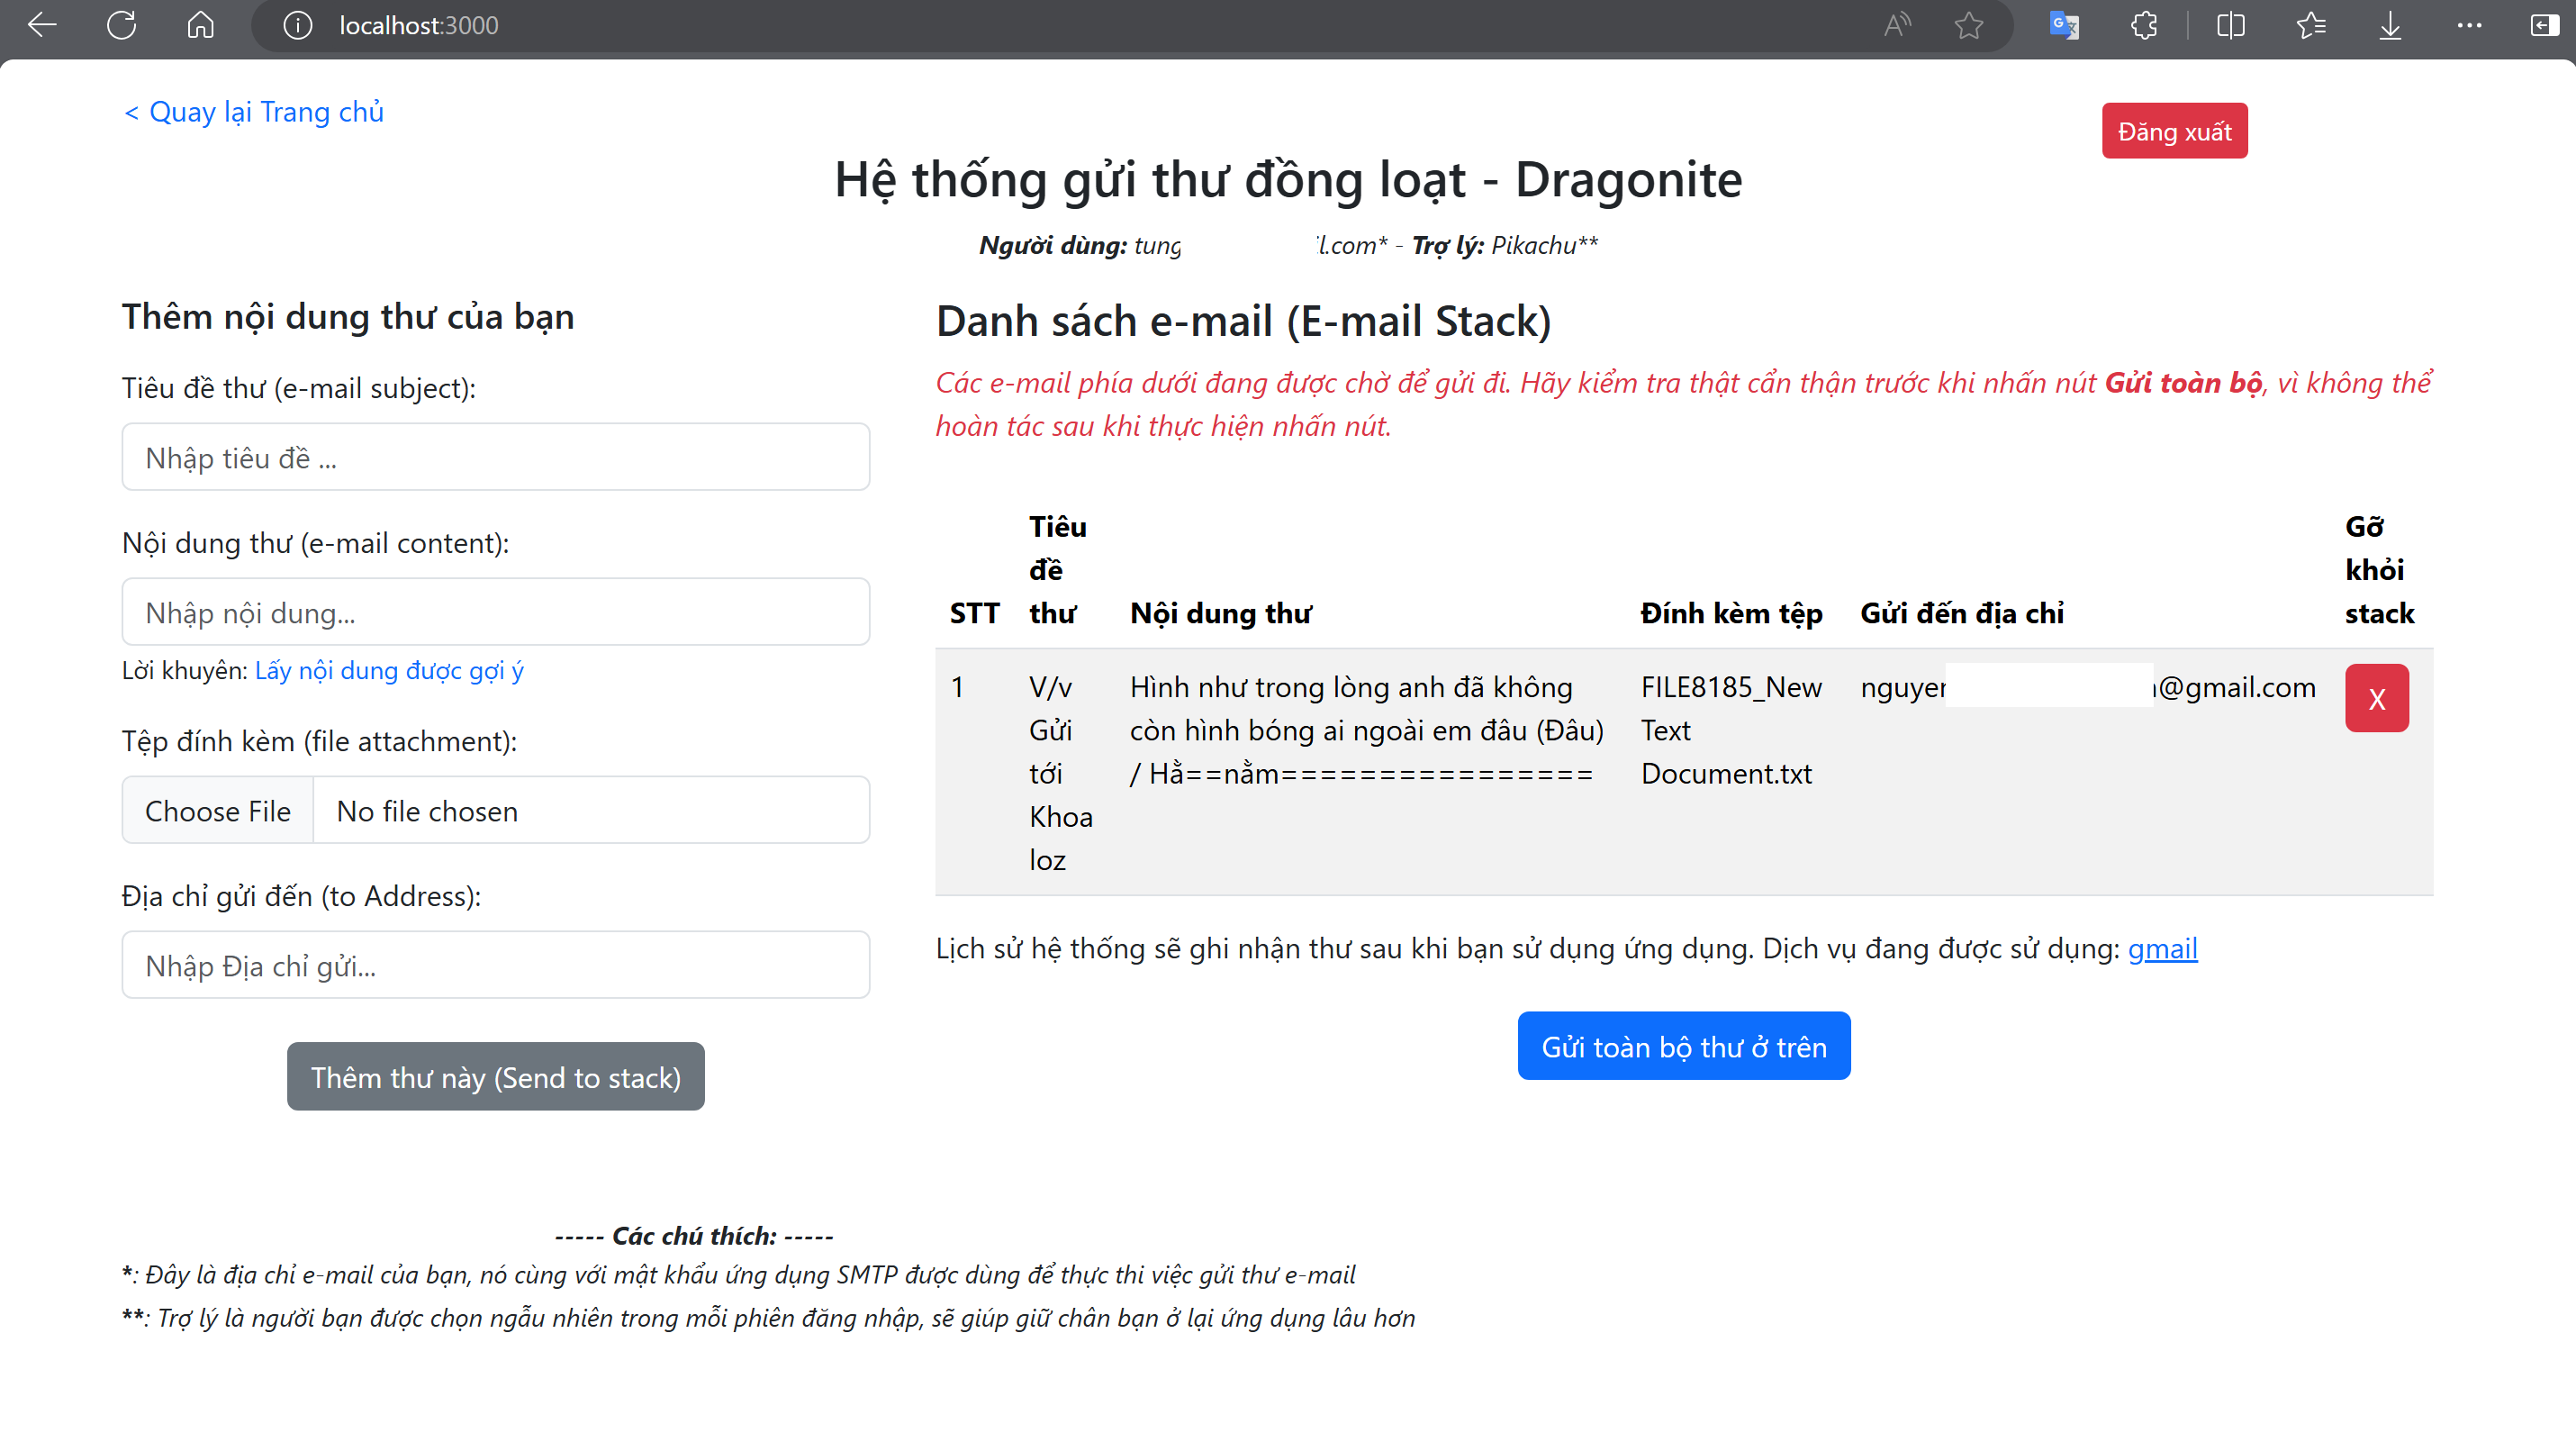 localhost:3000
< Quay lại Trang chủ
Đăng xuất
Hệ thống gửi thư đồng loạt - Dragonite
Người dùng: tung l.com* - Trợ lý: Pikachu**
Thêm nội dung thư của bạn
Tiêu đề thư (e-mail subject):
Nhập tiêu đề ...
Nội dung thư (e-mail content):
Nhập nội dung...
Lời khuyên: Lấy nội dung được gợi ý
Tệp đính kèm (file attachment):
Choose File No file chosen
Địa chỉ gửi đến (to Address):
Nhập Địa chỉ gửi...
Thêm thư này (Send to stack)
Danh sách e-mail (E-mail Stack)
Các e-mail phía dưới đang được chờ để gửi đi. Hãy kiểm tra thật cẩn thận trước khi nhấn nút Gửi toàn bộ, vì không thể
hoàn tác sau khi thực hiện nhấn nút.
STT
Tiêu
đề
thư
Nội dung thư
Đính kèm tệp
Gửi đến địa chỉ
Gỡ
khỏi
stack
1
V/v
Gửi
tới
Khoa
loz
Hình như trong lòng anh đã không
còn hình bóng ai ngoài em đâu (Đâu)
/ Hằ==nằm================
FILE8185_New
Text
Document.txt
nguyen @gmail.com
X
Lịch sử hệ thống sẽ ghi nhận thư sau khi bạn sử dụng ứng dụng. Dịch vụ đang được sử dụng: gmail
Gửi toàn bộ thư ở trên
----- Các chú thích: -----
*: Đây là địa chỉ e-mail của bạn, nó cùng với mật khẩu ứng dụng SMTP được dùng để thực thi việc gửi thư e-mail
**: Trợ lý là người bạn được chọn ngẫu nhiên trong mỗi phiên đăng nhập, sẽ giúp giữ chân bạn ở lại ứng dụng lâu hơn